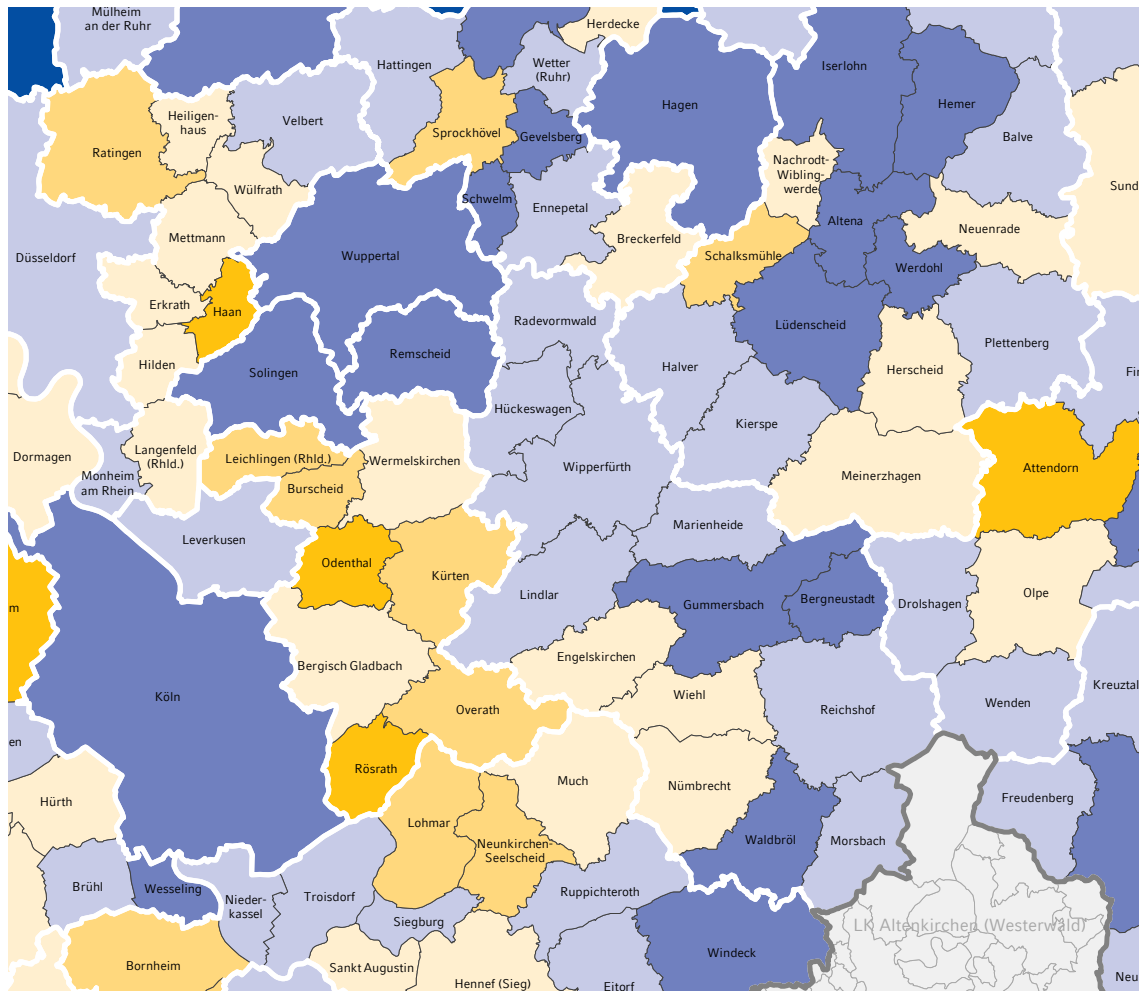 Mülheim
an der Ruhr
Herdecke
Hattingen
Wetter
(Ruhr)
Iserlohn
Hagen
Hemer
Heiligen-
haus
Velbert
Sprockhövel
Gevelsberg
Balve
Ratingen
Nachrodt-
Wibling-
werde
Wülfrath
Schwelm
Ennepetal
Sund
Altena
Mettmann
Breckerfeld
Neuenrade
Düsseldorf
Wuppertal
Schalksmühle
Werdohl
Erkrath
Haan
Radevormwald
Lüdenscheid
Plettenberg
Hilden
Solingen
Remscheid
Halver
Herscheid
Fin
Hückeswagen
Kierspe
Dormagen
Langenfeld
(Rhld.)
Leichlingen (Rhld.)
Wermelskirchen
Wipperfürth
Meinerzhagen
Attendorn
Monheim
am Rhein
Burscheid
Marienheide
Leverkusen
Odenthal
Kürten
Lindlar
Gummersbach
Bergneustadt
Drolshagen
Olpe
m
Engelskirchen
Bergisch Gladbach
Köln
Wiehl
Kreuztal
Overath
Reichshof
Wenden
en
Rösrath
Much
Nümbrecht
Hürth
Freudenberg
Lohmar
Neunkirchen-
Seelscheid
Waldbröl
Morsbach
Brühl
Wesseling
Nieder-
kassel
Troisdorf
Ruppichteroth
Siegburg
LK Altenkirchen (Westerwald)
Windeck
Bornheim
Sankt Augustin
Hennef (Sieg)
Eitorf
Neu